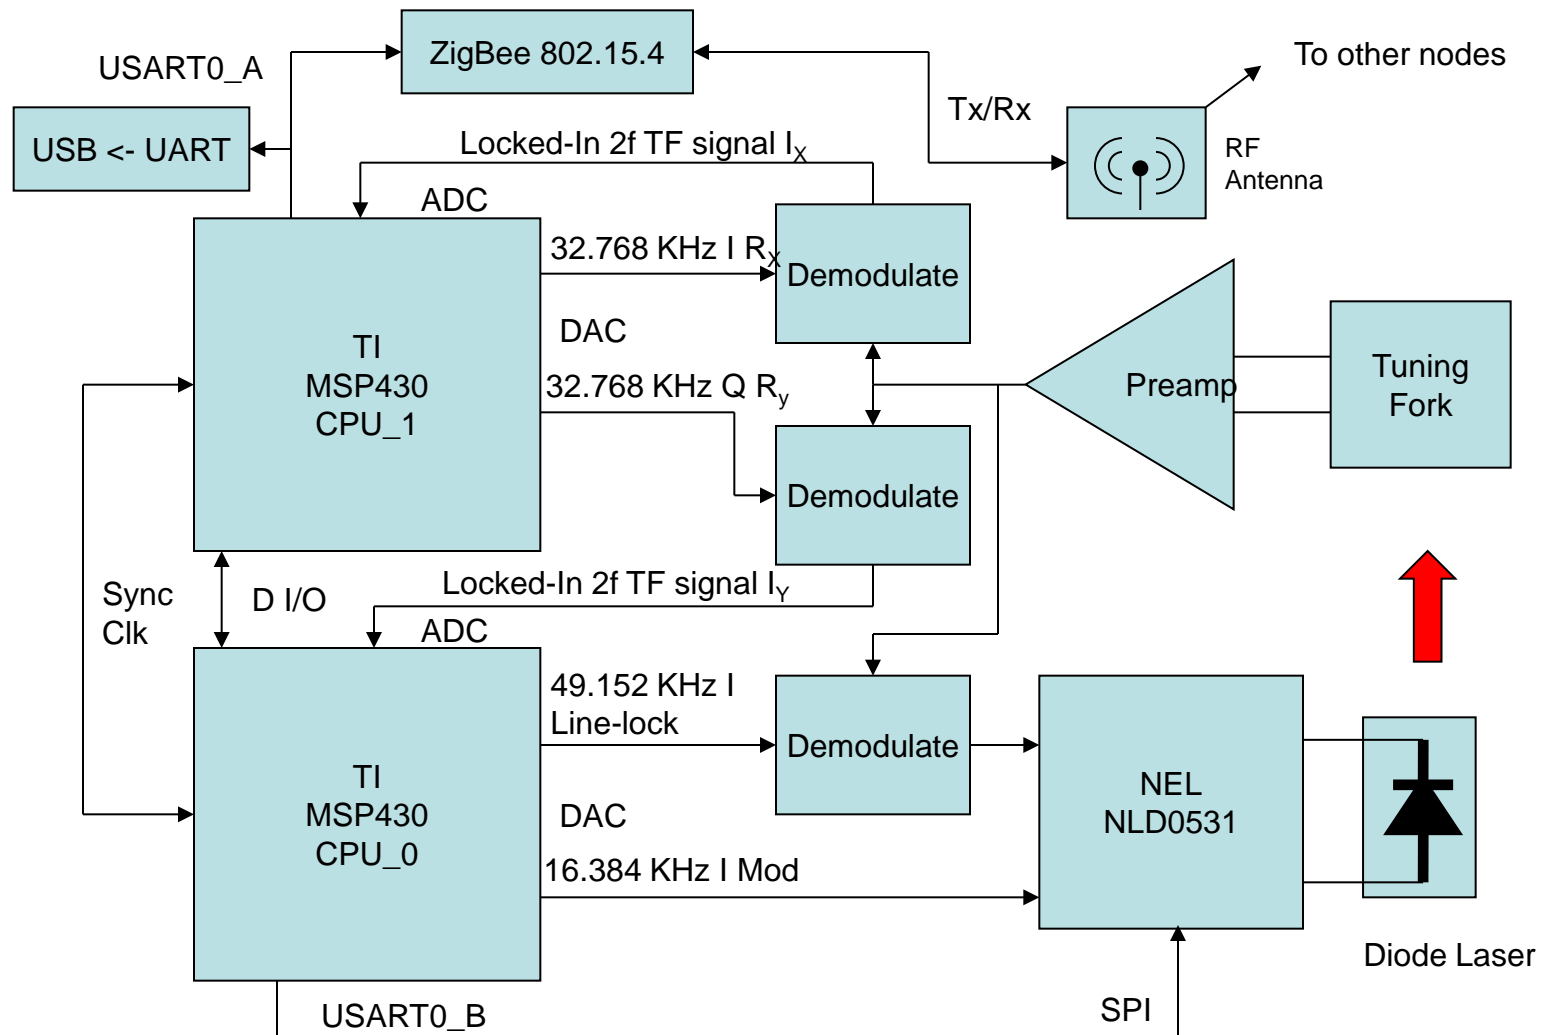 ZigBee 802.15.4
To other nodes
USART0_A
Tx/Rx
USB <- UART
Locked-In 2f TF signal I_X
RF
Antenna
ADC
32.768 KHz I R_X
Demodulate
DAC
TI
MSP430
CPU_1
32.768 KHz Q R_y
Preamp
Tuning
Fork
Demodulate
Sync
Clk
D I/O
Locked-In 2f TF signal I_Y
ADC
49.152 KHz I
Line-lock
Demodulate
TI
MSP430
CPU_0
DAC
NEL
NLD0531
16.384 KHz I Mod
Diode Laser
USART0_B
SPI